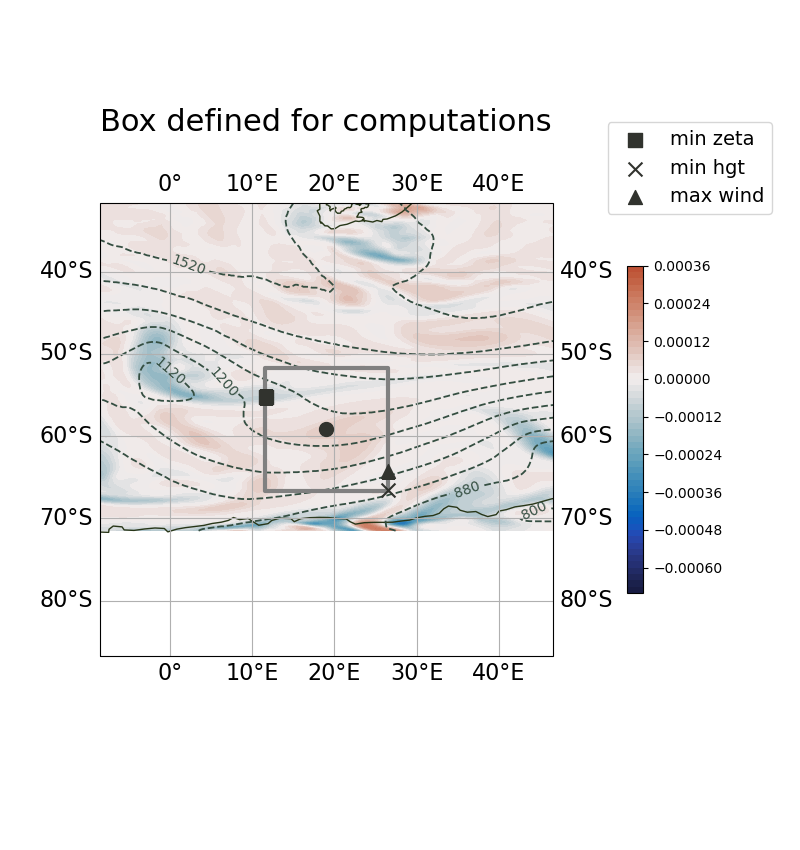 Box defined for computations
min zeta
min hgt
max wind
0° 10°E 20°E 30°E 40°E
1520
40°S 40°S
50°S 50°S
1120
1200
60°S 60°S
880
800
70°S 70°S
80°S 80°S
0° 10°E 20°E 30°E 40°E
0.00036
0.00024
0.00012
0.00000
−0.00012
−0.00024
−0.00036
−0.00048
−0.00060